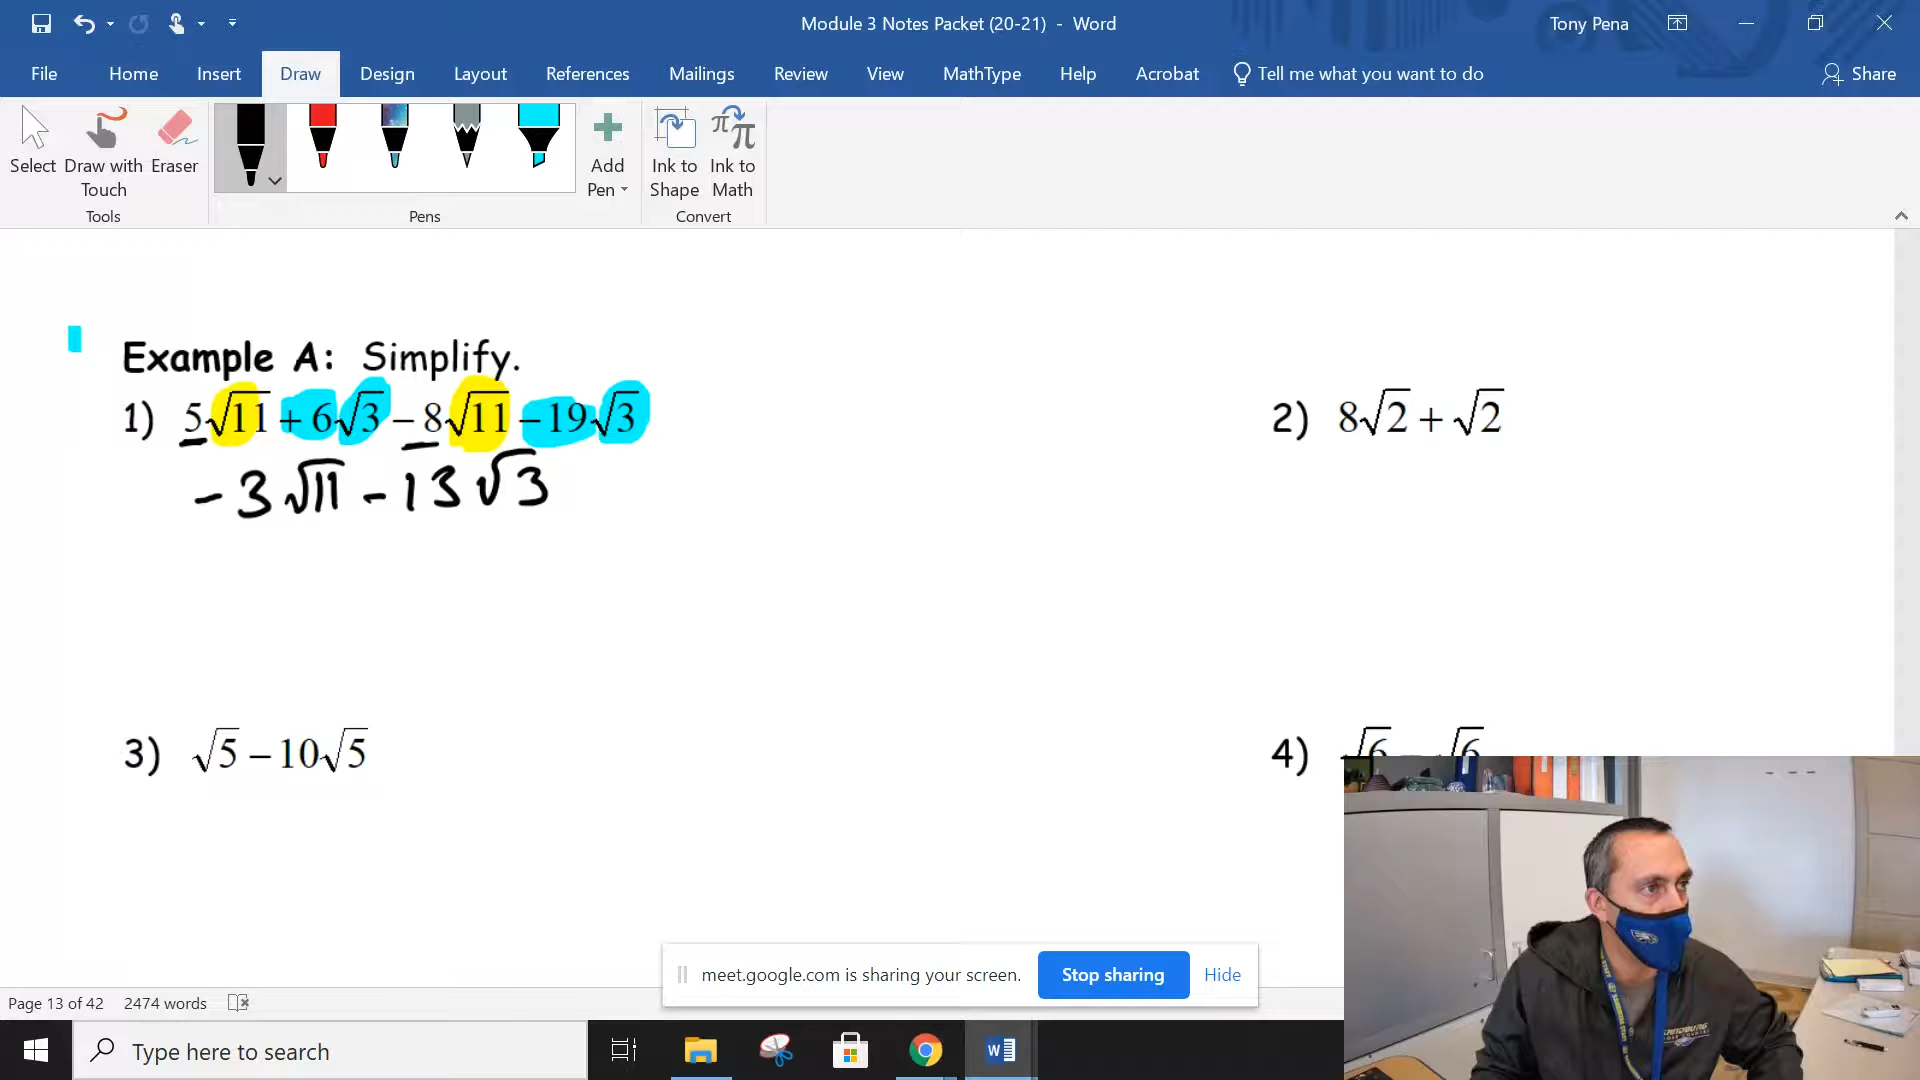 Module 3 Notes Packet (20-21) - Word
Tony Pena
File Home Insert Draw Design Layout References Mailings Review View MathType Help Acrobat Tell me what you want to do Share
Select
Draw with Touch
Eraser
Add Pen
Ink to Shape
Ink to Math
Tools
Pens
Convert
Example A: Simplify.
1) 5√11 + 6√3 − 8√11 − 19√3
-3√11 - 13√3
2) 8√2 + √2
3) √5 − 10√5
4) √6 √6
meet.google.com is sharing your screen. Stop sharing Hide
Page 13 of 42 2474 words
Type here to search